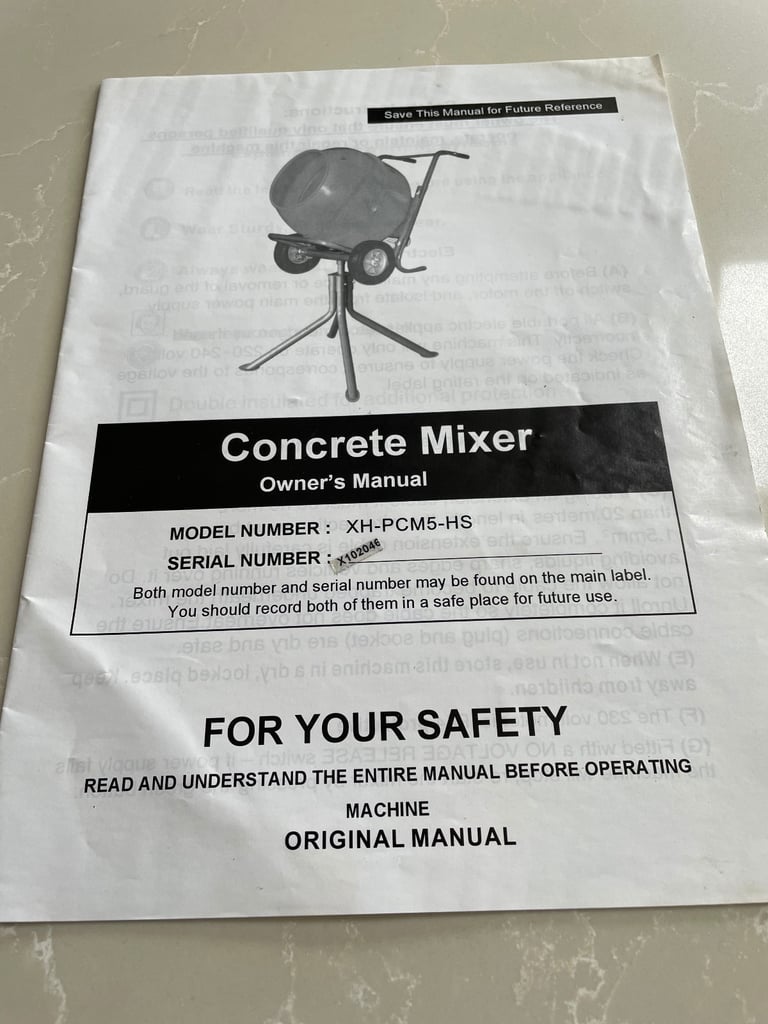 Save This Manual for Future Reference
Concrete Mixer
Owner's Manual
MODEL NUMBER : XH-PCM5-HS
SERIAL NUMBER : X102046
Both model number and serial number may be found on the main label.
You should record both of them in a safe place for future use.
FOR YOUR SAFETY
READ AND UNDERSTAND THE ENTIRE MANUAL BEFORE OPERATING
MACHINE
ORIGINAL MANUAL